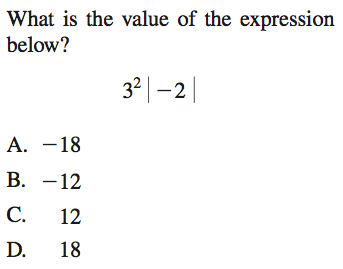 What is the value of the expression
below?
3² | −2 |
A. −18
B. −12
C. 12
D. 18